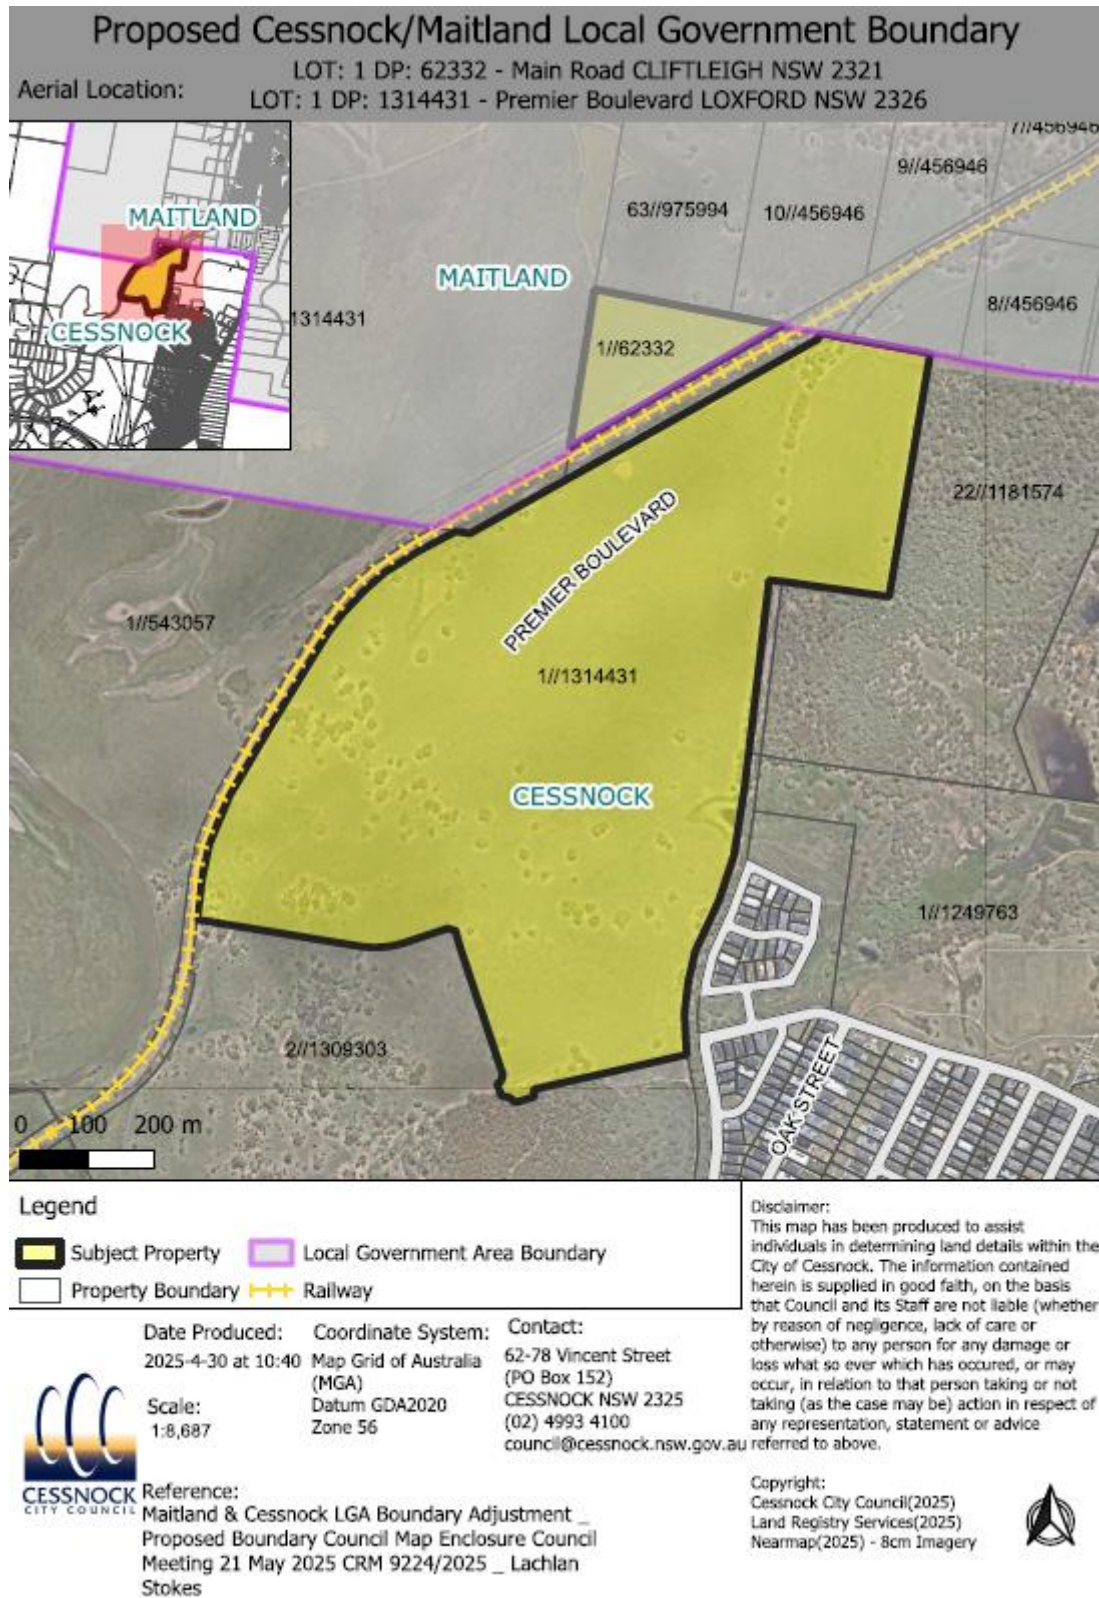 Proposed Cessnock/Maitland Local Government Boundary
LOT: 1 DP: 62332 - Main Road CLIFTLEIGH NSW 2321
Aerial Location:
LOT: 1 DP: 1314431 - Premier Boulevard LOXFORD NSW 2326
7//456946
9//456946
63//975994
10//456946
MAITLAND
MAITLAND
8//456946
1314431
CESSNOCK
1//62332
22//1181574
PREMIER BOULEVARD
1//543057
1//1314431
CESSNOCK
1//1249763
2//1309303
OAK STREET
0 100 200 m
Legend
Subject Property
Local Government Area Boundary
Property Boundary
Railway
Disclaimer:
This map has been produced to assist
individuals in determining land details within the
City of Cessnock. The information contained
herein is supplied in good faith, on the basis
that Council and its Staff are not liable (whether
by reason of negligence, lack of care or
otherwise) to any person for any damage or
loss what so ever which has occured, or may
occur, in relation to that person taking or not
taking (as the case may be) action in respect of
any representation, statement or advice
referred to above.
Date Produced:
2025-4-30 at 10:40
Scale:
1:8,687
Coordinate System:
Map Grid of Australia
(MGA)
Datum GDA2020
Zone 56
Contact:
62-78 Vincent Street
(PO Box 152)
CESSNOCK NSW 2325
(02) 4993 4100
council@cessnock.nsw.gov.au
CESSNOCK
CITY COUNCIL
Reference:
Maitland & Cessnock LGA Boundary Adjustment _
Proposed Boundary Council Map Enclosure Council
Meeting 21 May 2025 CRM 9224/2025 _ Lachlan
Stokes
Copyright:
Cessnock City Council(2025)
Land Registry Services(2025)
Nearmap(2025) - 8cm Imagery